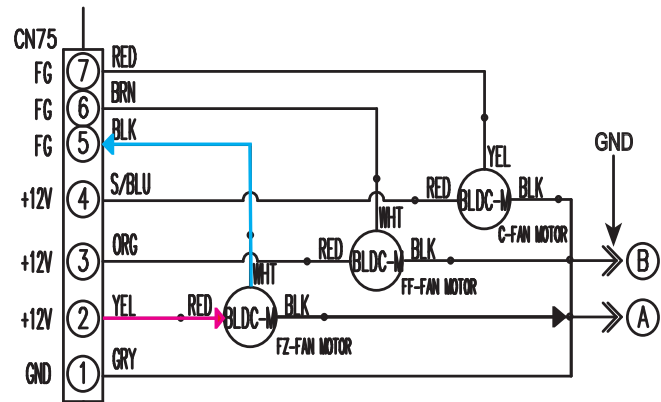 CN75
FG 7 RED
FG 6 BRN
FG 5 BLK
YEL
GND
+12V 4 S/BLU RED BLDC-M BLK
WHT
C-FAN MOTOR
+12V 3 ORG RED BLDC-M BLK B
WHT
FF-FAN MOTOR
+12V 2 YEL RED BLDC-M BLK A
FZ-FAN MOTOR
GND 1 GRY